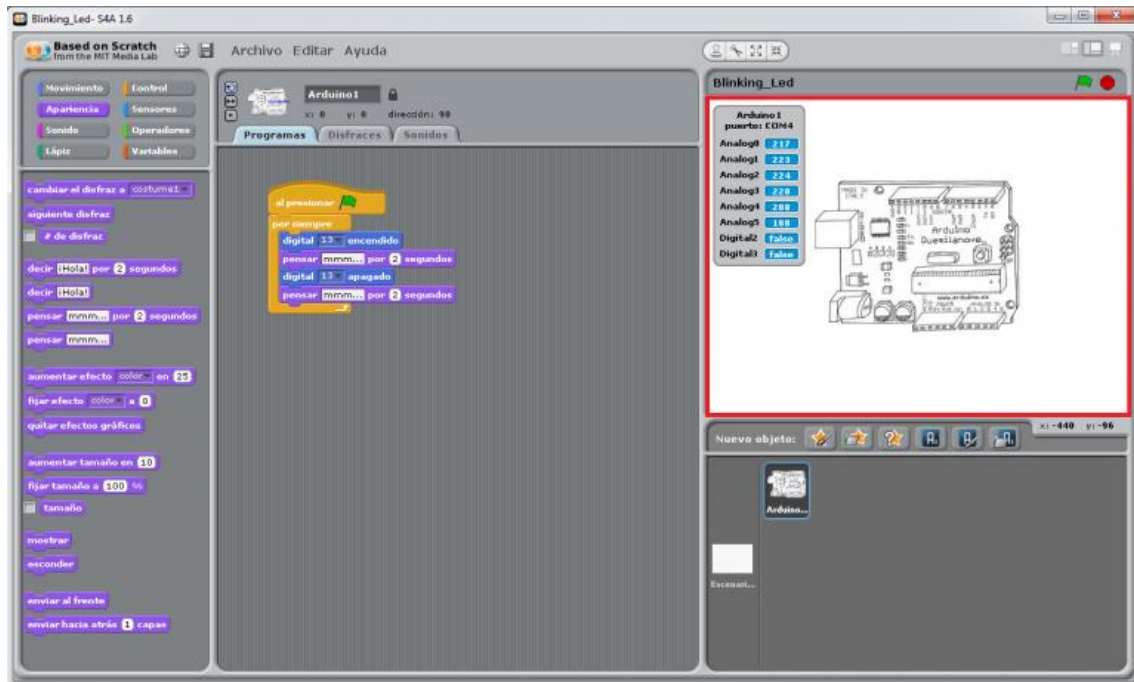 Blinking_Led- S4A 1.6
Based on Scratch
from the MIT Media Lab
Archivo Editar Ayuda
Movimiento Control
Apariencia Sensores
Sonido Operadores
Lápiz Variables
cambiar el disfraz a costume1
siguiente disfraz
# de disfraz
decir ¡Hola! por 2 segundos
decir ¡Hola!
pensar mmm... por 2 segundos
pensar mmm...
aumentar efecto color en 25
fijar efecto color a 0
quitar efectos gráficos
aumentar tamaño en 10
fijar tamaño a 100 %
tamaño
mostrar
esconder
enviar al frente
enviar hacia atrás 1 capas
Arduino1
x: 0 y: 0 dirección: 90
Programas Disfraces Sonidos
al presionar
por siempre
digital 13 encendido
pensar mmm... por 2 segundos
digital 13 apagado
pensar mmm... por 2 segundos
Blinking_Led
Arduino1
puerto: COM4
Analog0 217
Analog1 223
Analog2 224
Analog3 220
Analog4 200
Analog5 188
Digital2 false
Digital3 false
Arduino
Duemilanove
www.arduino.cc
x: -440 y: -96
Nuevo objeto:
Arduino...
Escenari...